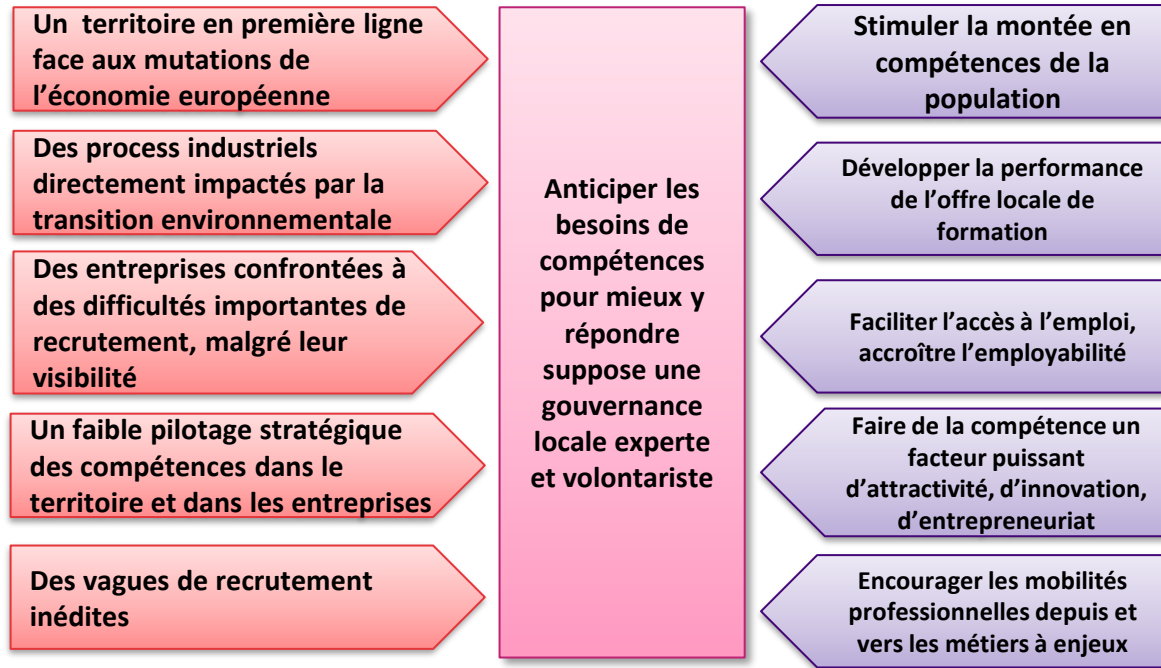 Un territoire en première ligne
face aux mutations de
l’économie européenne
Des process industriels
directement impactés par la
transition environnementale
Des entreprises confrontées à
des difficultés importantes de
recrutement, malgré leur
visibilité
Un faible pilotage stratégique
des compétences dans le
territoire et dans les entreprises
Des vagues de recrutement
inédites
Anticiper les
besoins de
compétences
pour mieux y
répondre
suppose une
gouvernance
locale experte
et volontariste
Stimuler la montée en
compétences de la
population
Développer la performance
de l’offre locale de
formation
Faciliter l’accès à l’emploi,
accroître l’employabilité
Faire de la compétence un
facteur puissant
d’attractivité, d’innovation,
d’entrepreneuriat
Encourager les mobilités
professionnelles depuis et
vers les métiers à enjeux